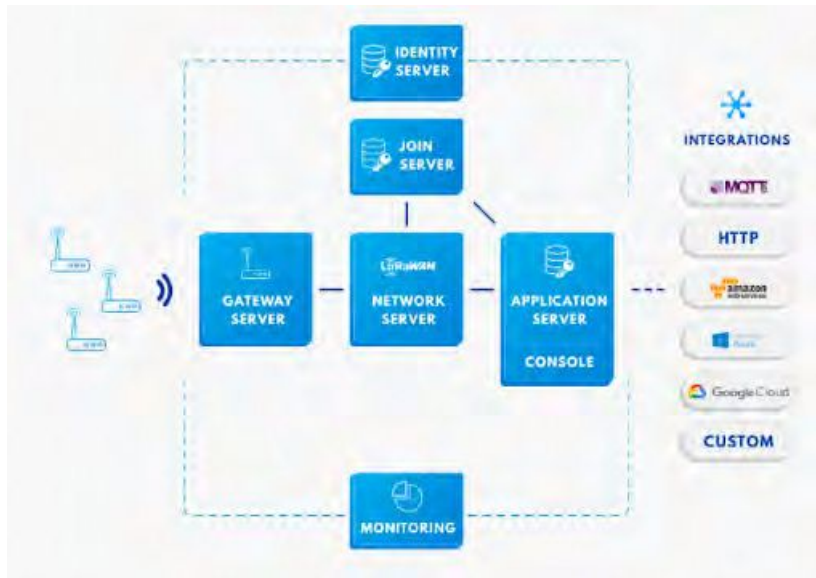 IDENTITY
SERVER
JOIN
SERVER
INTEGRATIONS
MQTT
HTTP
GATEWAY
SERVER
LoRaWAN
NETWORK
SERVER
APPLICATION
SERVER
CONSOLE
amazon
Google Cloud
CUSTOM
MONITORING